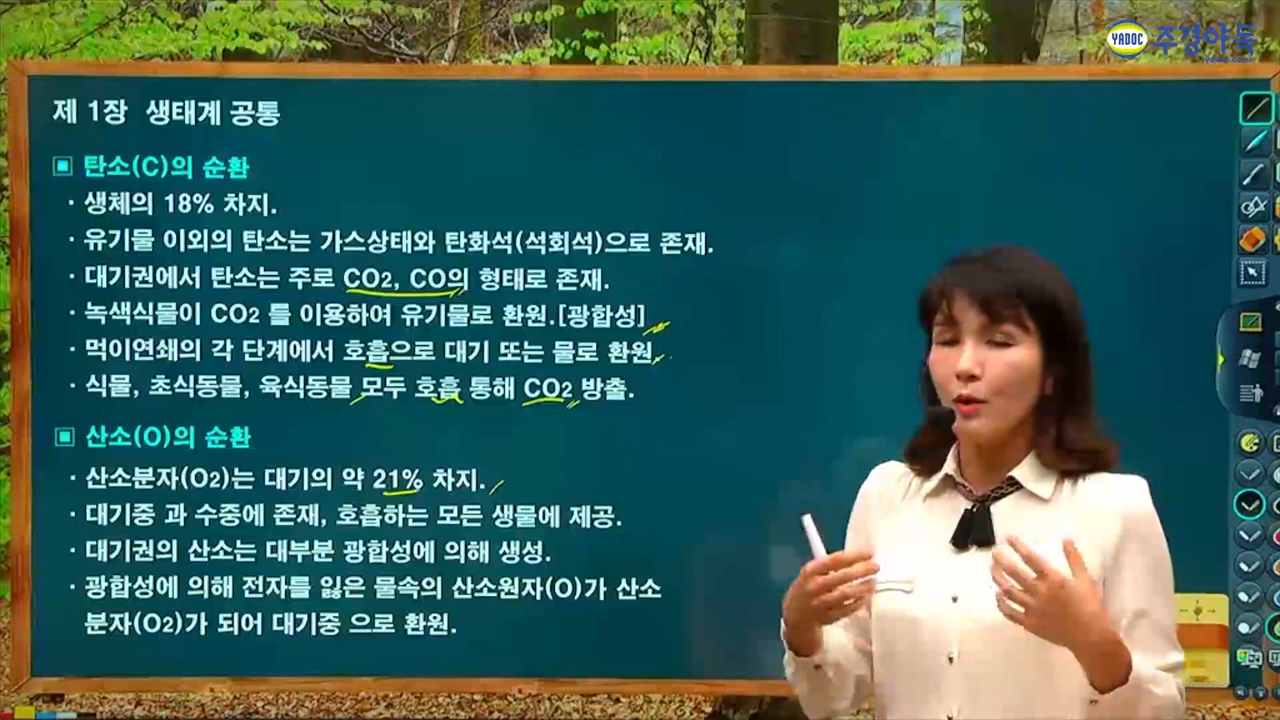 YADOC 주경야독
제 1장 생태계 공통
▣ 탄소(C)의 순환
· 생체의 18% 차지.
· 유기물 이외의 탄소는 가스상태와 탄화석(석회석)으로 존재.
· 대기권에서 탄소는 주로 CO2, CO의 형태로 존재.
· 녹색식물이 CO2 를 이용하여 유기물로 환원.[광합성]
· 먹이연쇄의 각 단계에서 호흡으로 대기 또는 물로 환원.
· 식물, 초식동물, 육식동물 모두 호흡 통해 CO2 방출.
▣ 산소(O)의 순환
· 산소분자(O2)는 대기의 약 21% 차지.
· 대기중 과 수중에 존재, 호흡하는 모든 생물에 제공.
· 대기권의 산소는 대부분 광합성에 의해 생성.
· 광합성에 의해 전자를 잃은 물속의 산소원자(O)가 산소
분자(O2)가 되어 대기중 으로 환원.